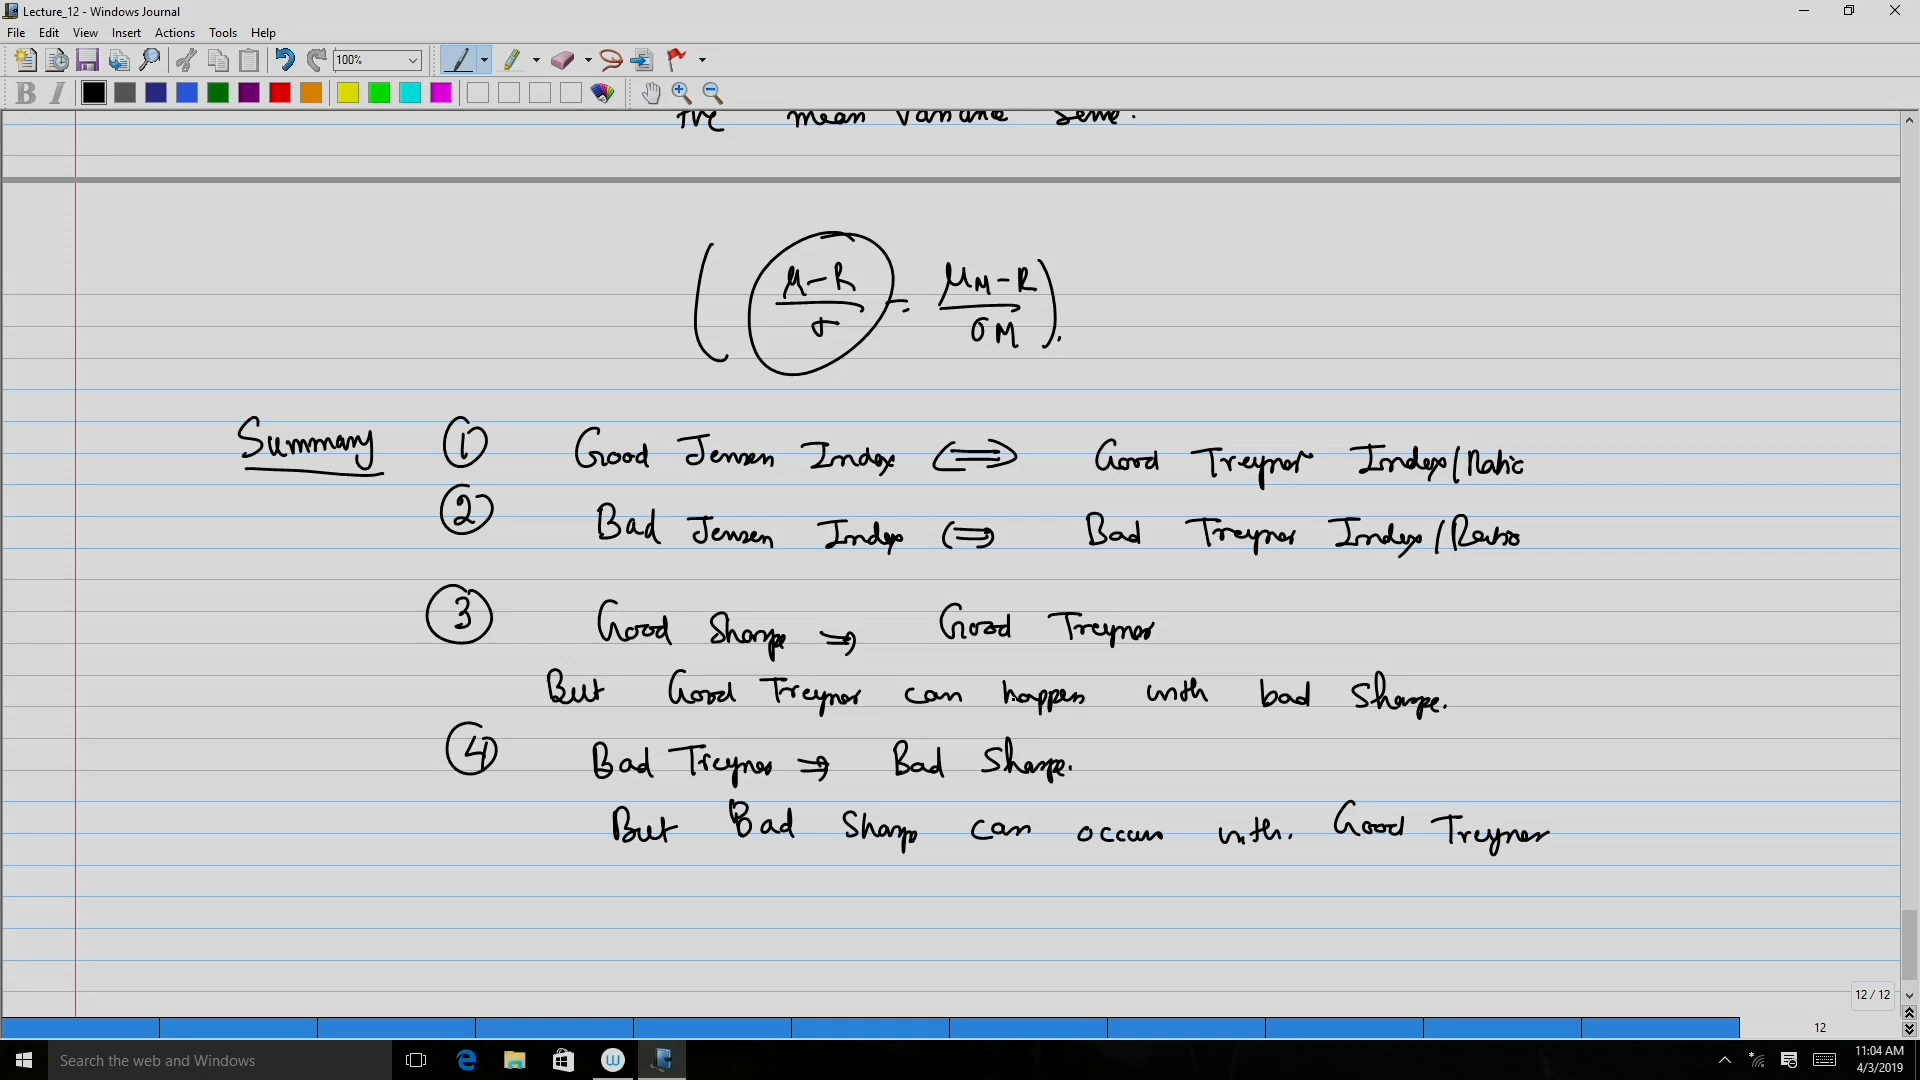 Lecture_12 - Windows Journal
File Edit View Insert Actions Tools Help
100%
B I
the mean variance sense.
( μ-R / σ = μM-R / σM ).
Summary ① Good Jensen Index ⟺ Good Treynor Index/Ratio
② Bad Jensen Index ⟺ Bad Treynor Index/Ratio
③ Good Sharpe ⇒ Good Treynor
But Good Treynor can happen with bad Sharpe.
④ Bad Treynor ⇒ Bad Sharpe.
But Bad Sharpe can occur with. Good Treynor
12 / 12
12
Search the web and Windows
11:04 AM
4/3/2019